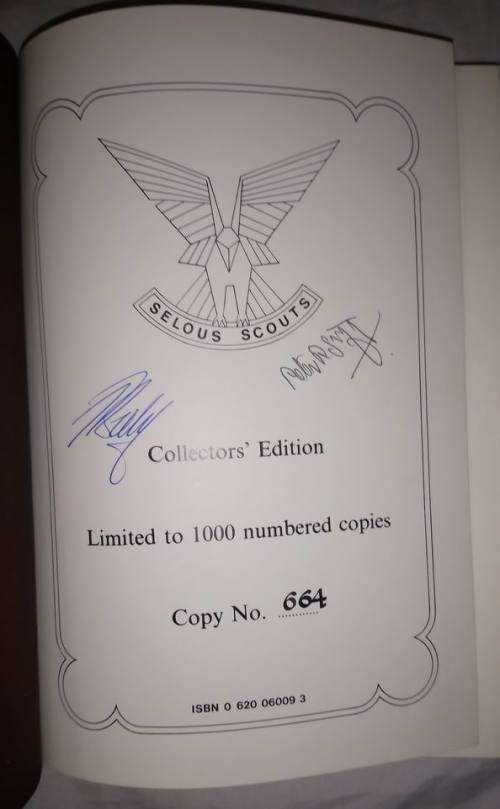 SELOUS SCOUTS
Collectors' Edition
Limited to 1000 numbered copies
Copy No. 664
ISBN 0 620 06009 3